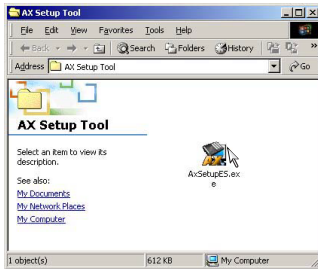 AX Setup Tool
File Edit View Favorites Tools Help
Back Search Folders History »
Address AX Setup Tool Go
AX Setup Tool
Select an item to view its
description.
See also:
My Documents
My Network Places
My Computer
AxSetupES.ex
e
1 object(s) 612 KB My Computer